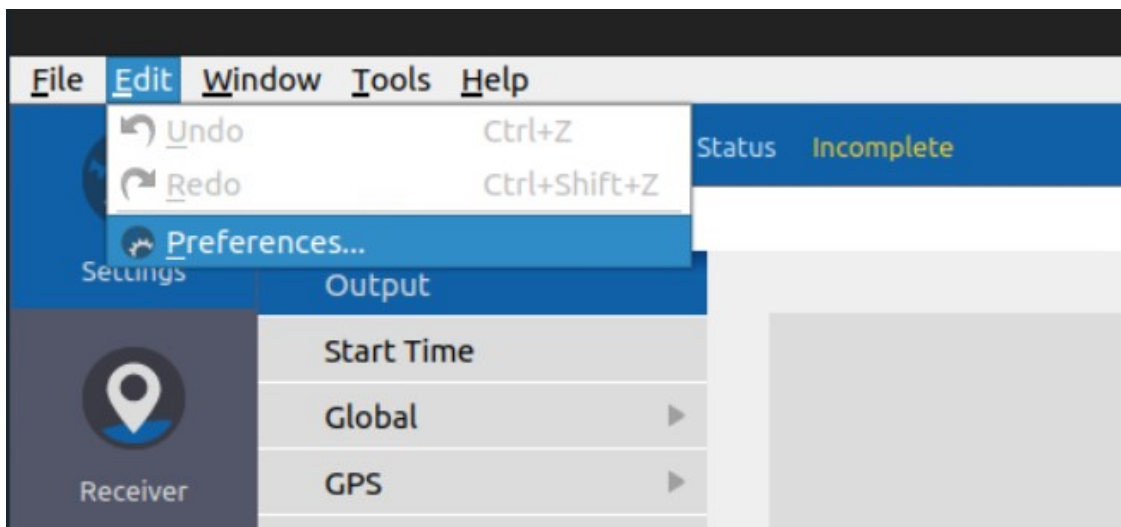 File Edit Window Tools Help
Undo Ctrl+Z
Status Incomplete
Redo Ctrl+Shift+Z
Preferences...
Settings
Output
Start Time
Global
GPS
Receiver